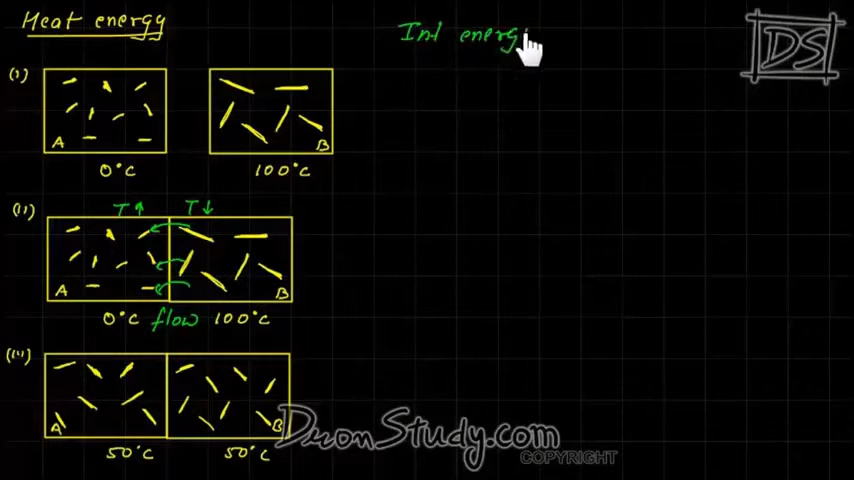 Heat energy
Int energ
DS
(I)
A
B
0°C
100°C
(II)
T↑
T↓
A
B
0°C flow 100°C
(III)
A
B
50°C
50°C
DronStudy.com
COPYRIGHT